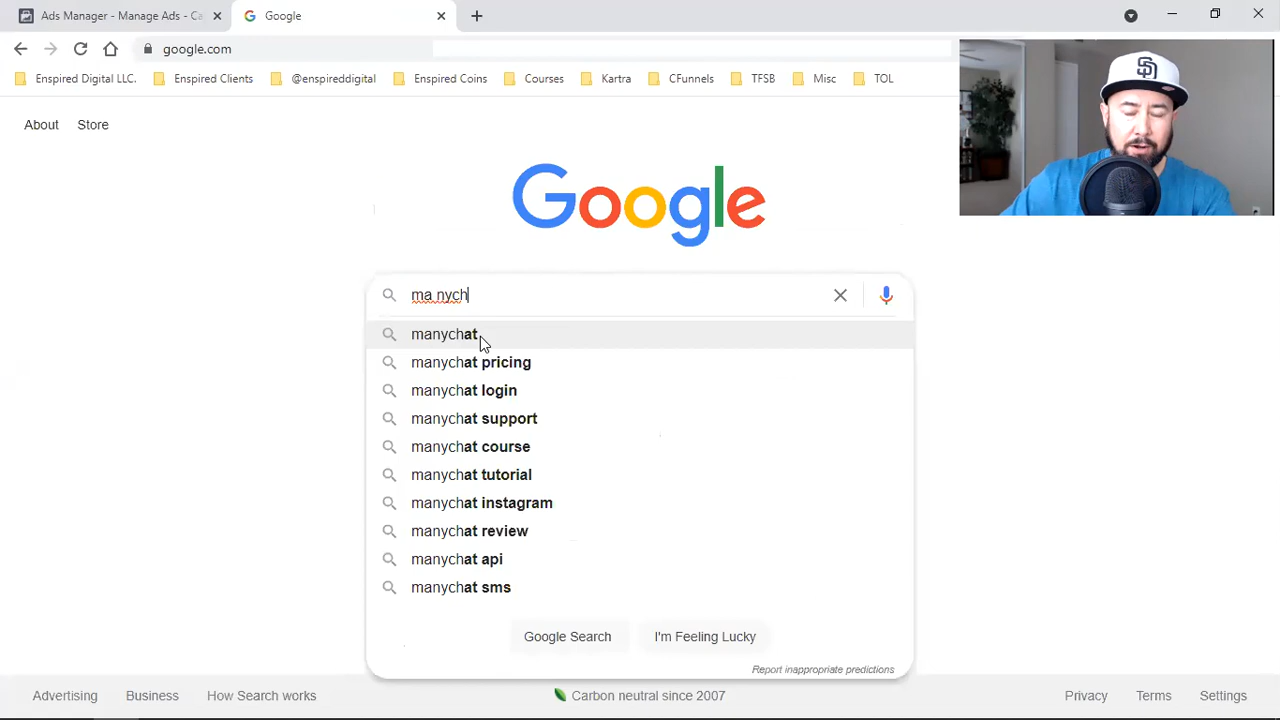 Ads Manager - Manage Ads - Ca
Google
google.com
Enspired Digital LLC.
Enspired Clients
@enspireddigital
Enspired Coins
Courses
Kartra
CFunnels
TFSB
Misc
TOL
About
Store
SD
Google
ma nych
manychat
manychat pricing
manychat login
manychat support
manychat course
manychat tutorial
manychat instagram
manychat review
manychat api
manychat sms
Google Search
I'm Feeling Lucky
Report inappropriate predictions
Advertising
Business
How Search works
Carbon neutral since 2007
Privacy
Terms
Settings